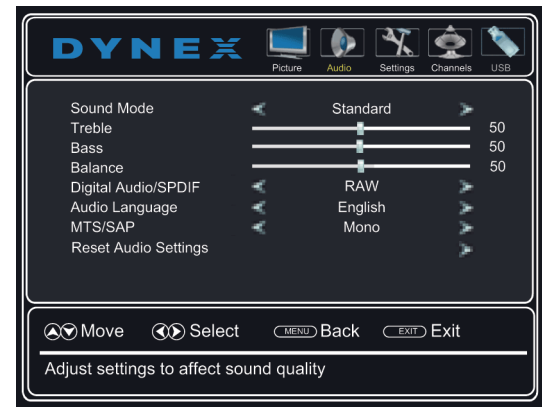 DYNEX
Picture Audio Settings Channels USB
Sound Mode Standard
Treble 50
Bass 50
Balance 50
Digital Audio/SPDIF RAW
Audio Language English
MTS/SAP Mono
Reset Audio Settings
Move Select MENU Back EXIT Exit
Adjust settings to affect sound quality